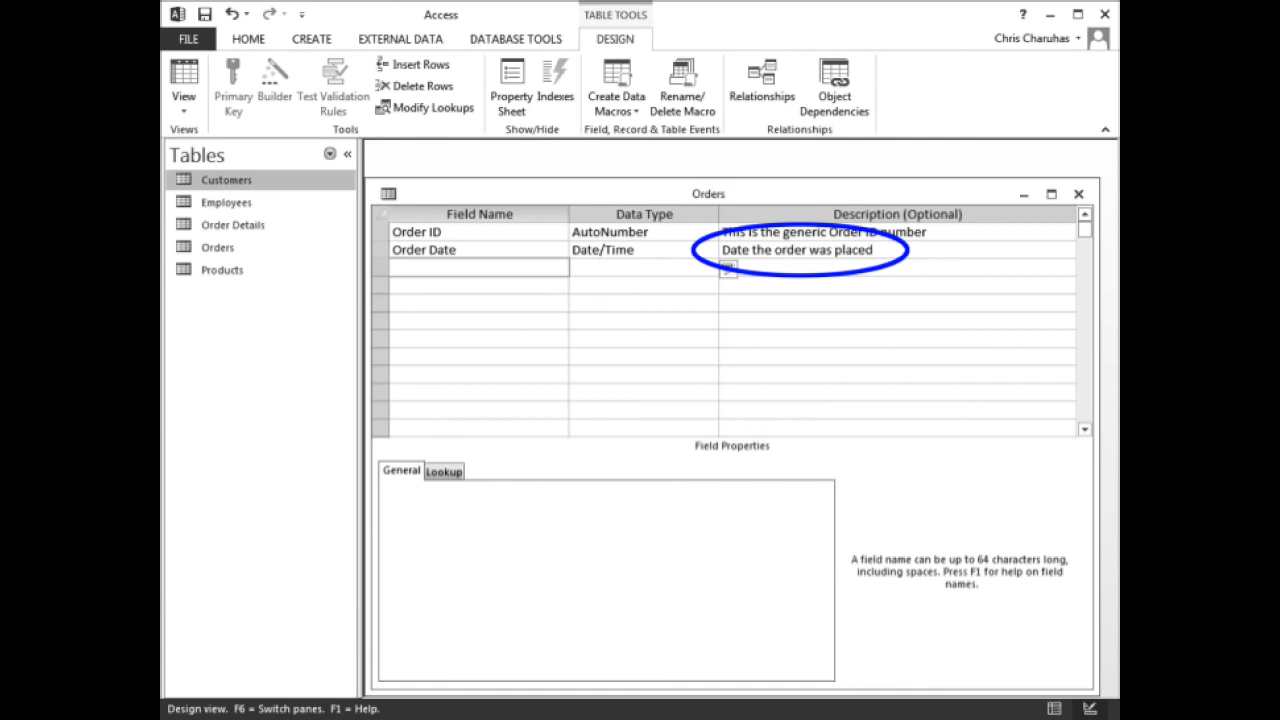 Access
TABLE TOOLS
?
FILE
HOME
CREATE
EXTERNAL DATA
DATABASE TOOLS
DESIGN
Chris Charuhas
View
Primary Key
Builder
Test Validation Rules
Insert Rows
Delete Rows
Modify Lookups
Property Sheet
Indexes
Create Data Macros
Rename/ Delete Macro
Relationships
Object Dependencies
Views
Tools
Show/Hide
Field, Record & Table Events
Relationships
Tables
Customers
Employees
Order Details
Orders
Products
Orders
Field Name Data Type Description (Optional)
Order ID AutoNumber This is the generic Order ID number
Order Date Date/Time Date the order was placed
Field Properties
General
Lookup
A field name can be up to 64 characters long,
including spaces. Press F1 for help on field
names.
Design view. F6 = Switch panes. F1 = Help.